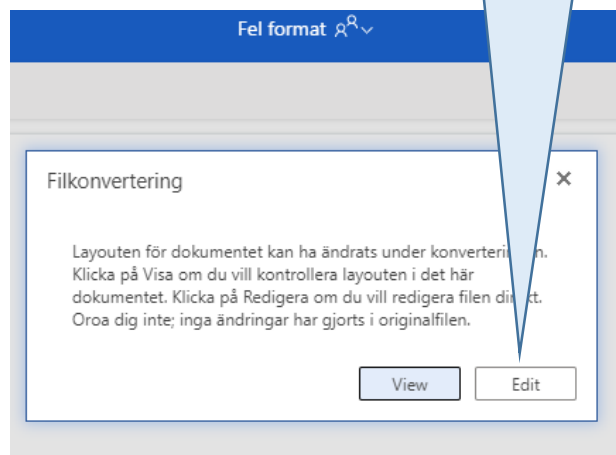 Fel format
Filkonvertering
Layouten för dokumentet kan ha ändrats under
Klicka på Visa om du vill kontrollera layouten i det här
dokumentet. Klicka på Redigera om du vill redigera filen
Oroa dig inte; inga ändringar har gjorts i originalfilen.
View
Edit